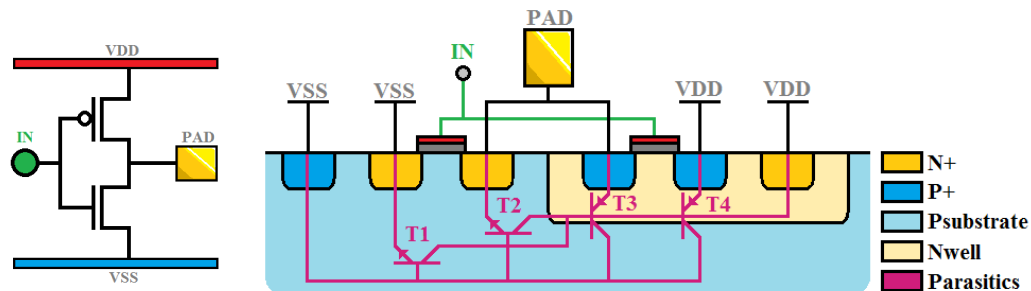 VDD
IN
PAD
VSS
PAD
IN
VSS
VSS
VDD
VDD
T1
T2
T3
T4
N+
P+
Psubstrate
Nwell
Parasitics